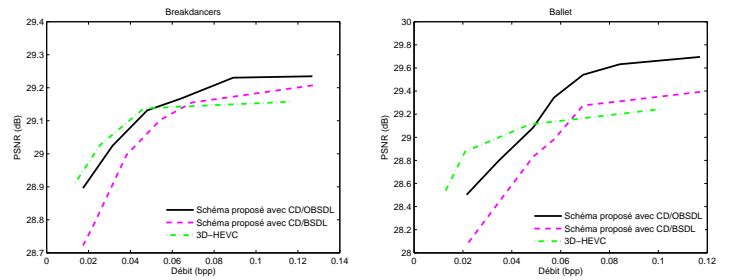 Breakdancers
29.4
29.3
29.2
29.1
29
28.9
28.8
28.7
PSNR (dB)
0
0.02
0.04
0.06
0.08
0.1
0.12
0.14
Débit (bpp)
Schéma proposé avec CD/OBSDL
Schéma proposé avec CD/BSDL
3D−HEVC
Ballet
30
29.8
29.6
29.4
29.2
29
28.8
28.6
28.4
28.2
28
PSNR (dB)
0
0.02
0.04
0.06
0.08
0.1
0.12
Débit (bpp)
Schéma proposé avec CD/OBSDL
Schéma proposé avec CD/BSDL
3D−HEVC